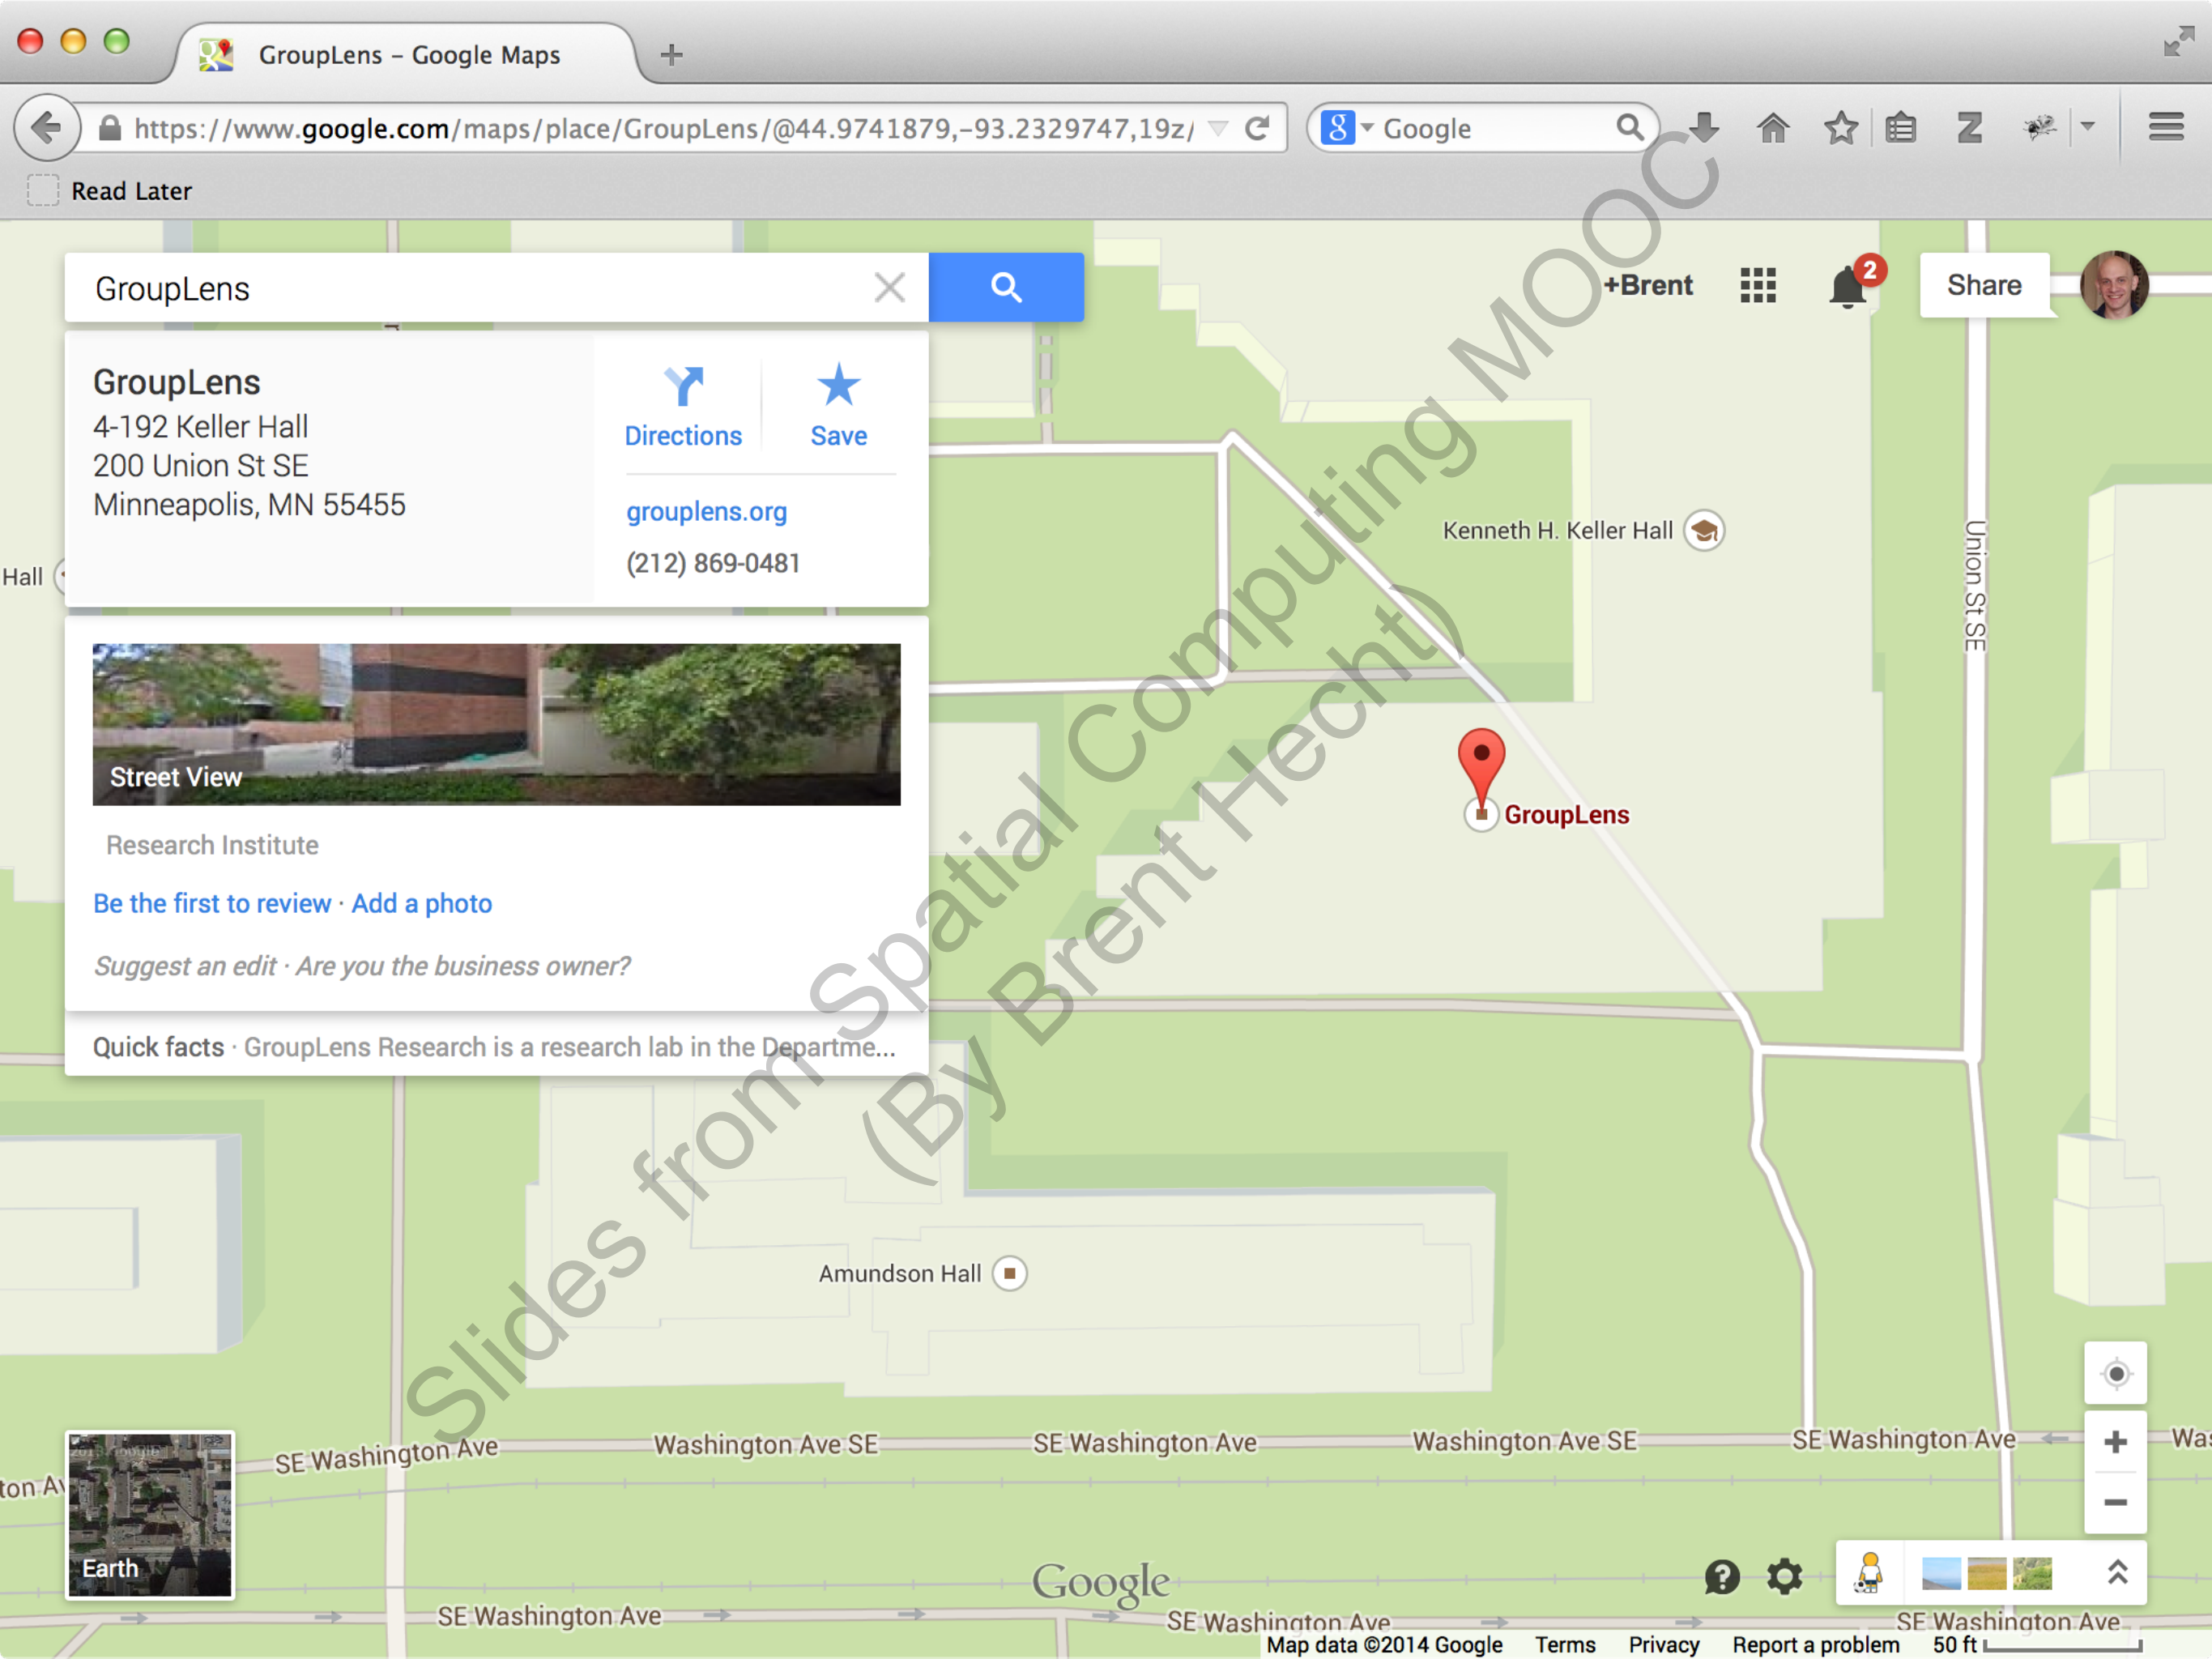 GroupLens – Google Maps
https://www.google.com/maps/place/GroupLens/@44.9741879,-93.2329747,19z/
Google
Read Later
GroupLens
+Brent
2
Share
GroupLens
4-192 Keller Hall
200 Union St SE
Minneapolis, MN 55455
Directions
Save
grouplens.org
(212) 869-0481
Hall
Kenneth H. Keller Hall
Union St SE
Street View
GroupLens
Research Institute
Be the first to review · Add a photo
Suggest an edit · Are you the business owner?
Quick facts · GroupLens Research is a research lab in the Departme...
Slides from Spatial Computing MOOC
(By Brent Hecht)
Amundson Hall
SE Washington Ave
Washington Ave SE
SE Washington Ave
Washington Ave SE
SE Washington Ave
Was
ton Av
Earth
Google
SE Washington Ave
SE Washington Ave
SE Washington Ave
Map data ©2014 Google
Terms
Privacy
Report a problem
50 ft